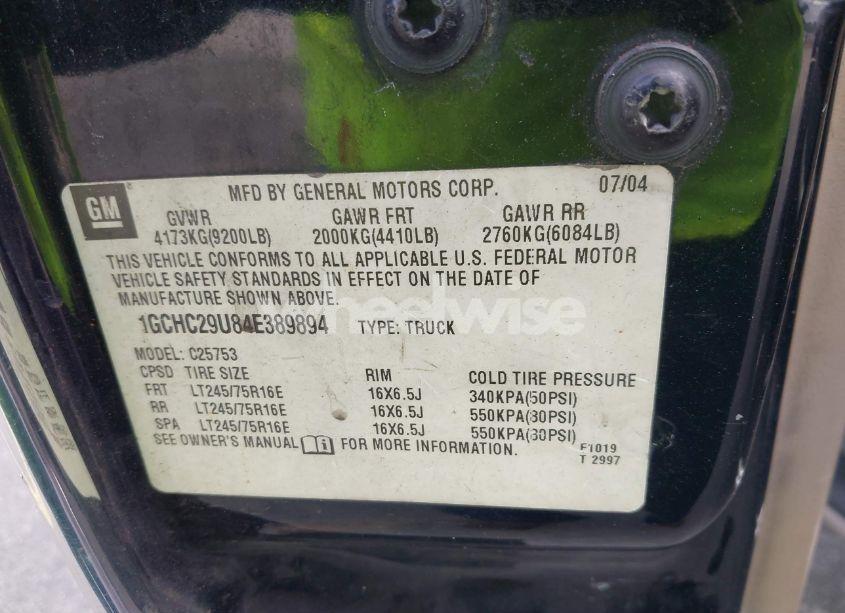 GM
MFD BY GENERAL MOTORS CORP. 07/04
GVWR GAWR FRT GAWR RR
4173KG(9200LB) 2000KG(4410LB) 2760KG(6084LB)
THIS VEHICLE CONFORMS TO ALL APPLICABLE U.S. FEDERAL MOTOR
VEHICLE SAFETY STANDARDS IN EFFECT ON THE DATE OF
MANUFACTURE SHOWN ABOVE.
wheelwise
1GCHC29U84E389894 TYPE: TRUCK
MODEL: C25753
CPSD TIRE SIZE RIM COLD TIRE PRESSURE
FRT LT245/75R16E 16X6.5J 340KPA(50PSI)
RR LT245/75R16E 16X6.5J 550KPA(80PSI)
SPA LT245/75R16E 16X6.5J 550KPA(80PSI)
SEE OWNER'S MANUAL FOR MORE INFORMATION. F1019
T 2997